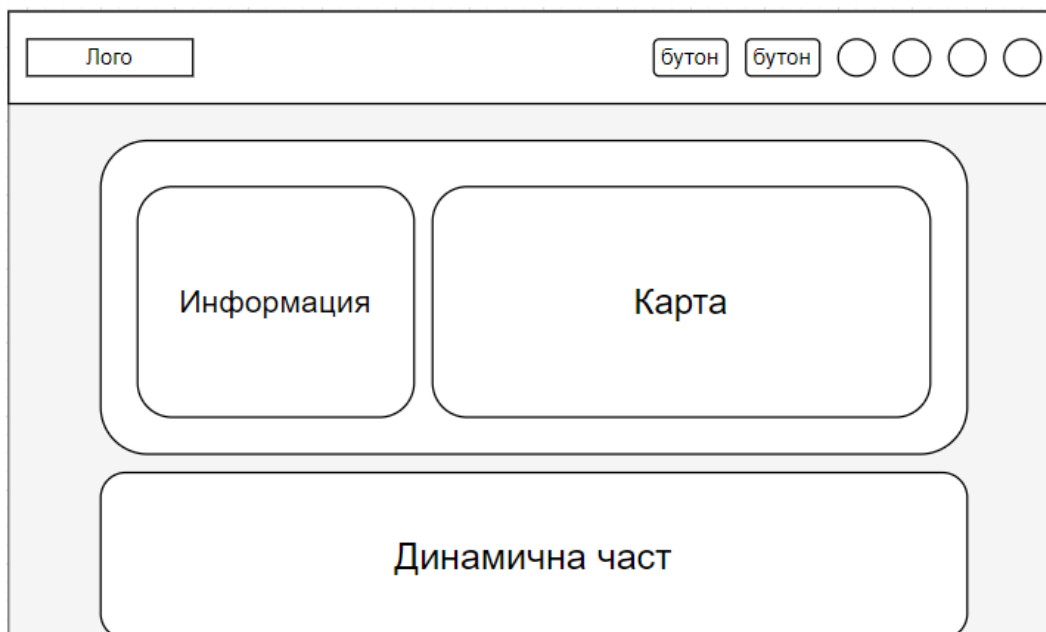 Лого
бутон
бутон
Информация
Карта
Динамична част